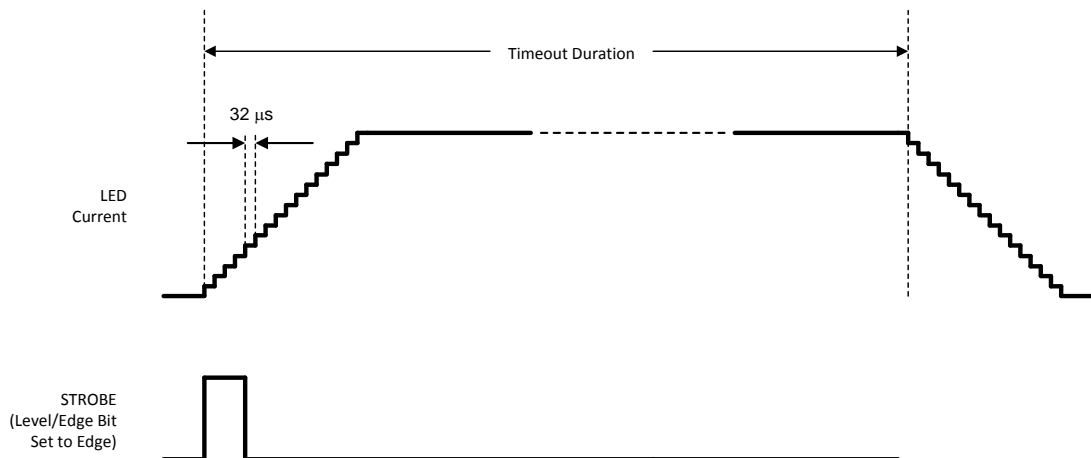 Timeout Duration
32 μs
LED
Current
STROBE
(Level/Edge Bit
Set to Edge)